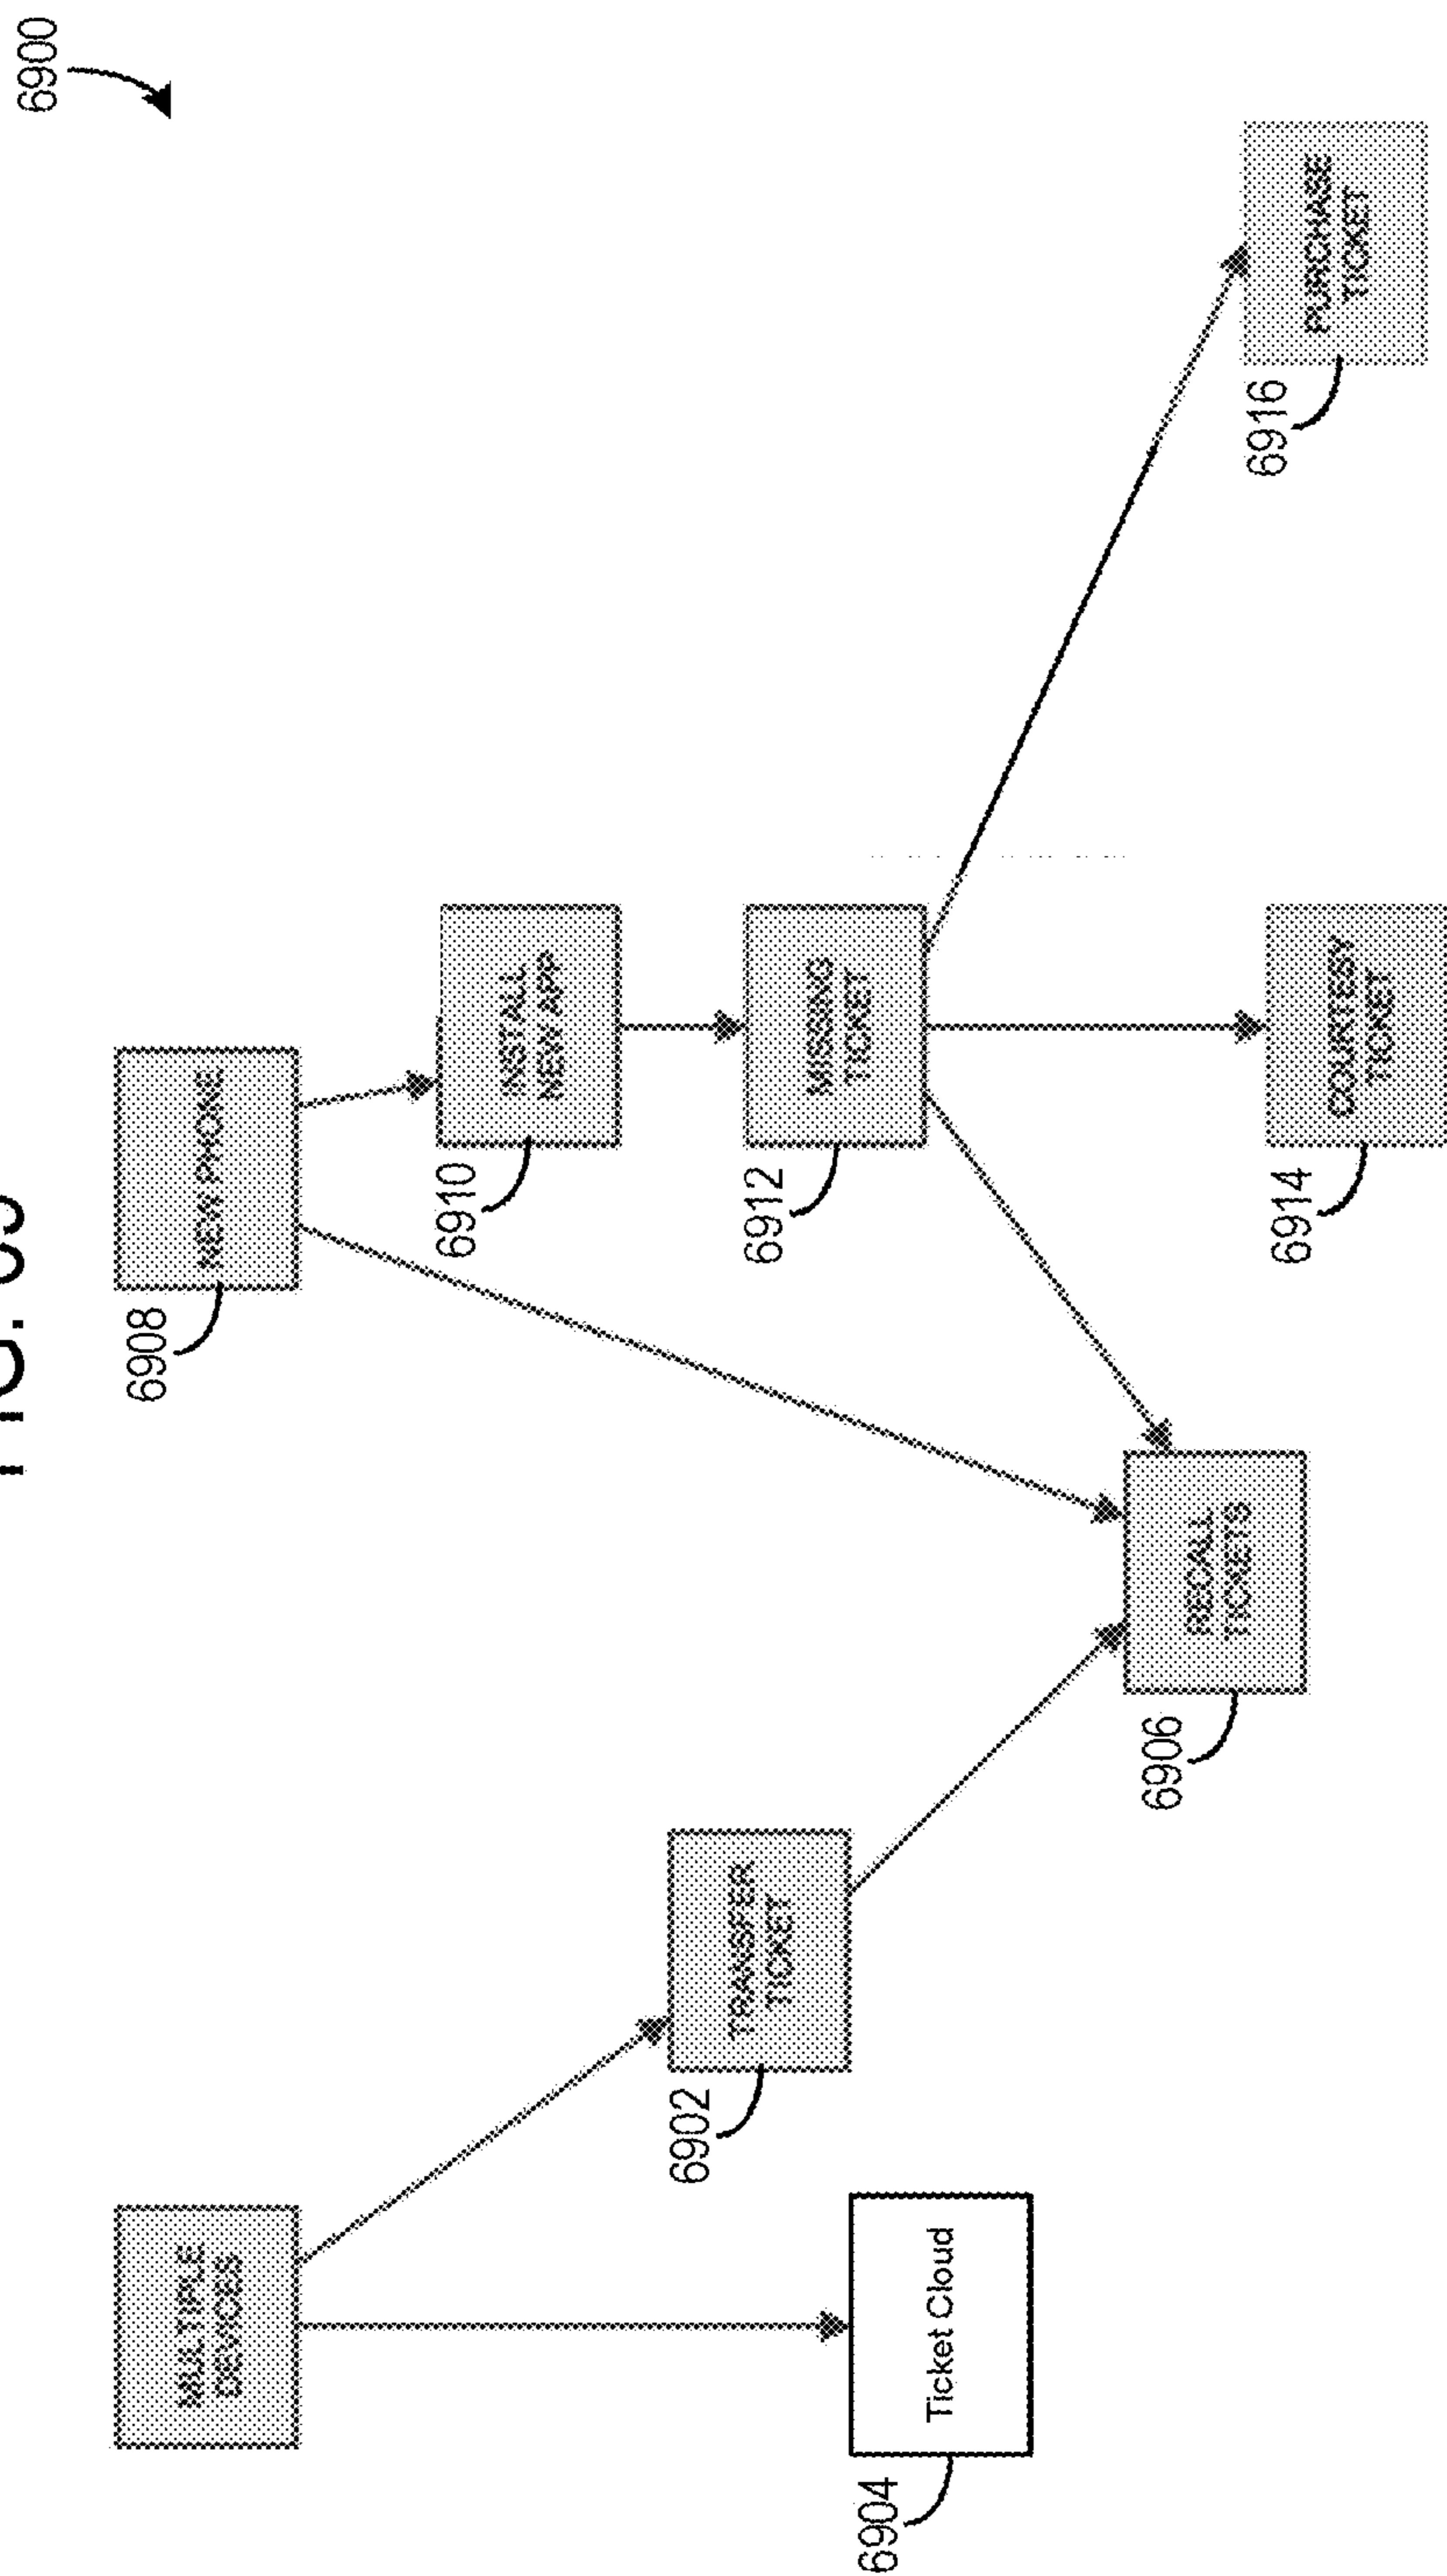 6900
MULTIPLE
DEVICES
6908
NEW PHONE
6902
TRANSFER
TICKET
6910
INSTALL
NEW APP
6904
Ticket Cloud
6912
MISSING
TICKET
6906
RECALL
TICKETS
6914
COURTESY
TICKET
6916
PURCHASE
TICKET